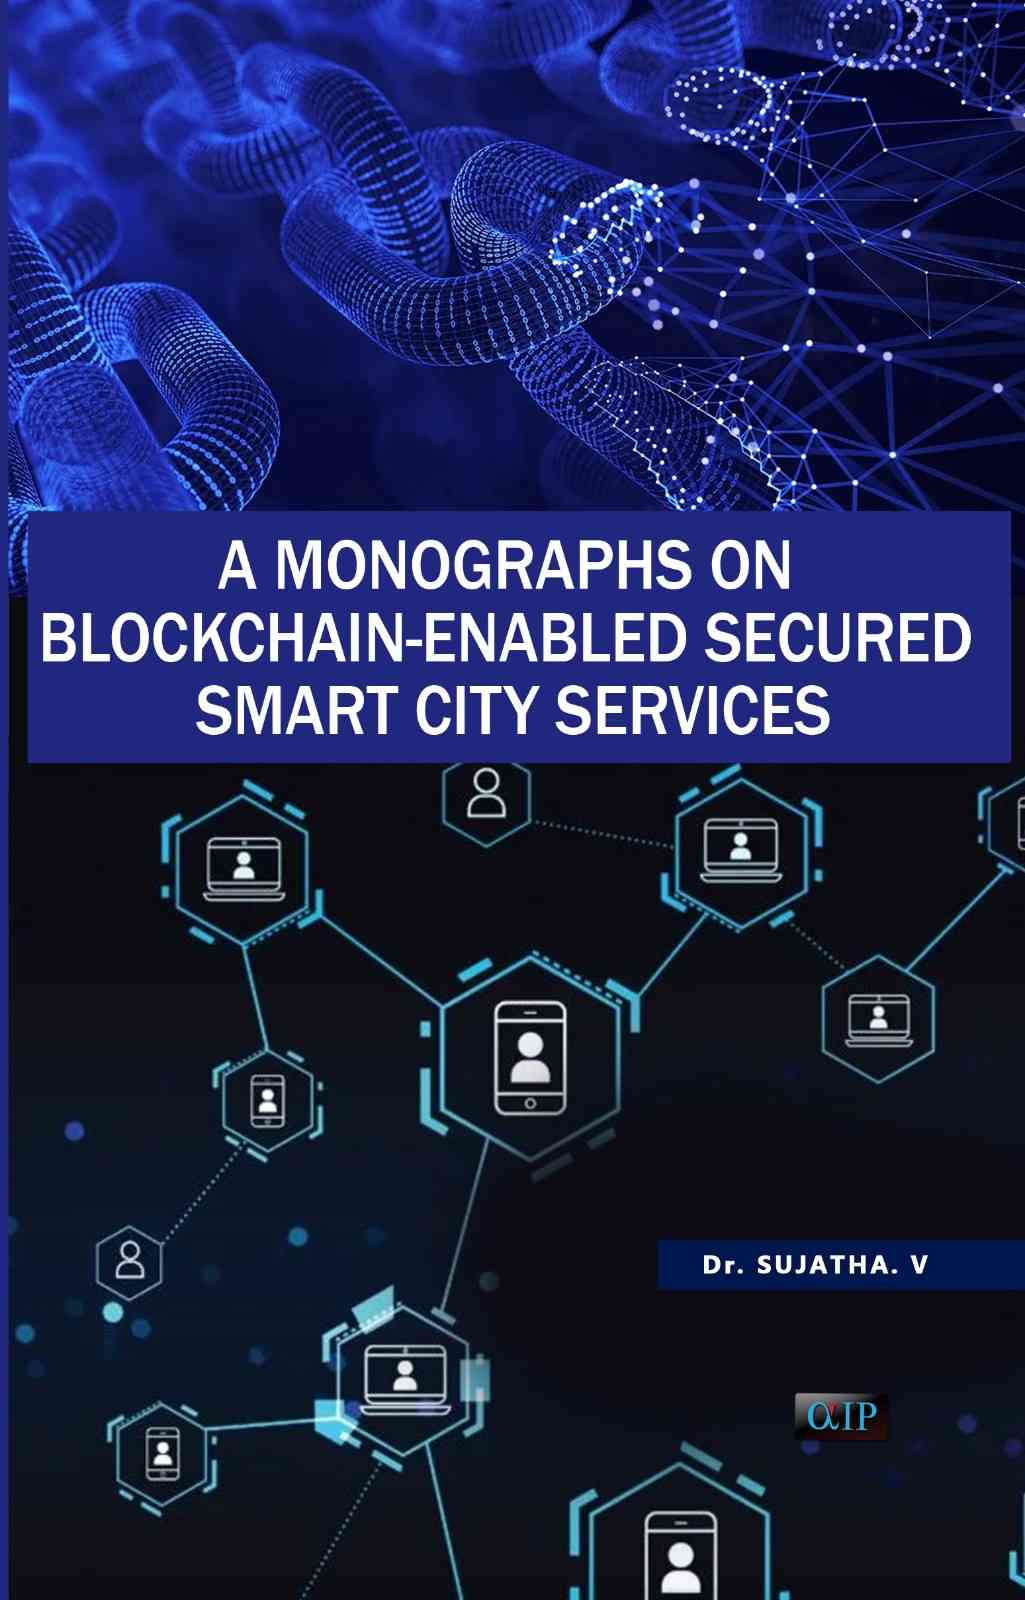 A MONOGRAPHS ON
BLOCKCHAIN-ENABLED SECURED
SMART CITY SERVICES
Dr. SUJATHA. V
αIP